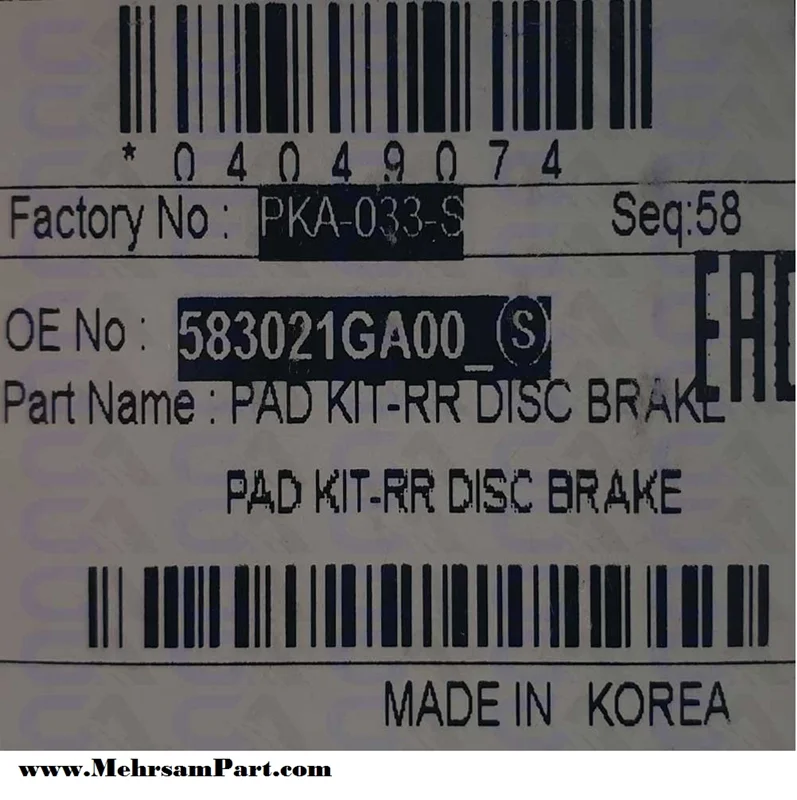 *04049074
Factory No : PKA-033-S Seq:58
OE No : 583021GA00_(S)
EAC
Part Name : PAD KIT-RR DISC BRAKE
PAD KIT-RR DISC BRAKE
MADE IN KOREA
www.MehrsamPart.com